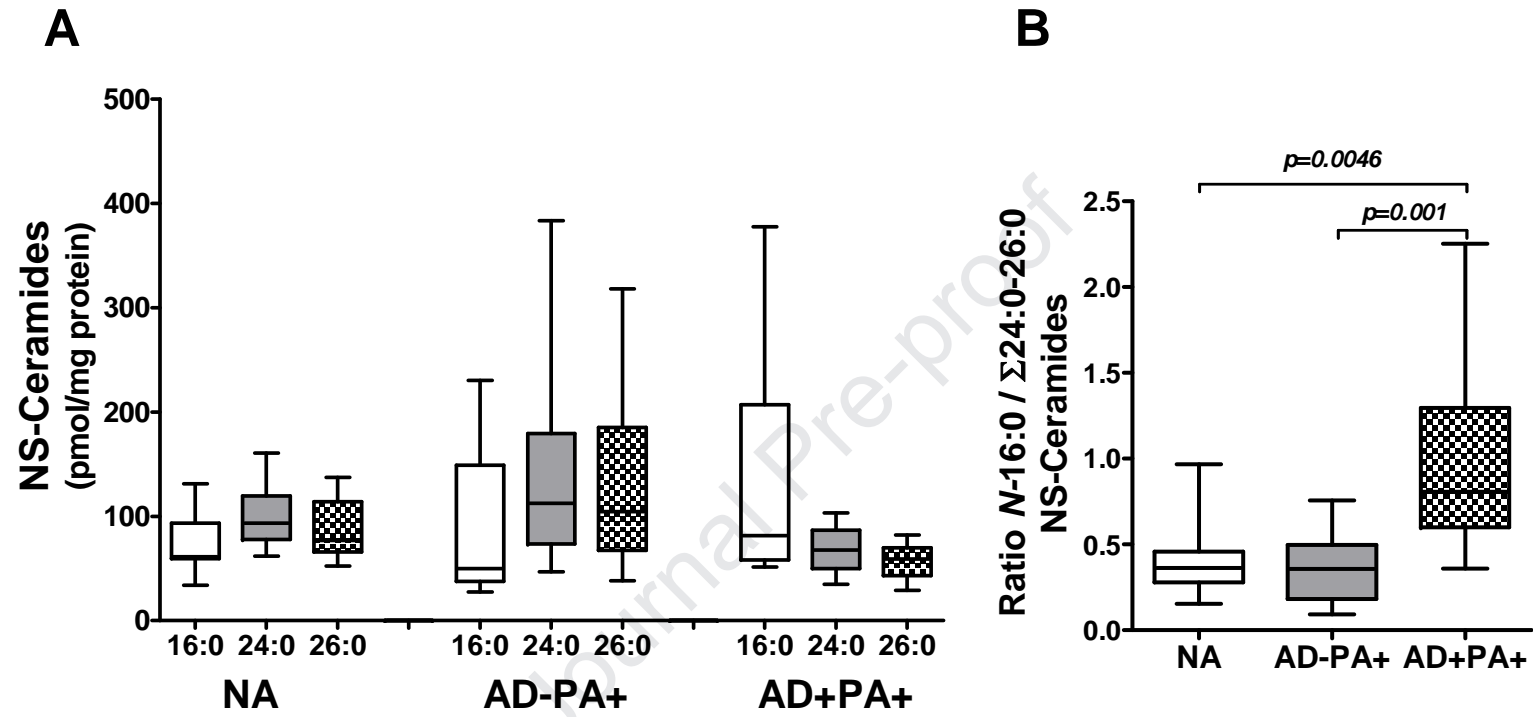 A
NS-Ceramides
(pmol/mg protein)
500
400
300
200
100
0
16:0 24:0 26:0 16:0 24:0 26:0 16:0 24:0 26:0
NA AD-PA+ AD+PA+
B
Ratio N-16:0 / Σ24:0-26:0
NS-Ceramides
p=0.0046
p=0.001
2.5
2.0
1.5
1.0
0.5
0.0
NA AD-PA+ AD+PA+
Journal Pre-proof